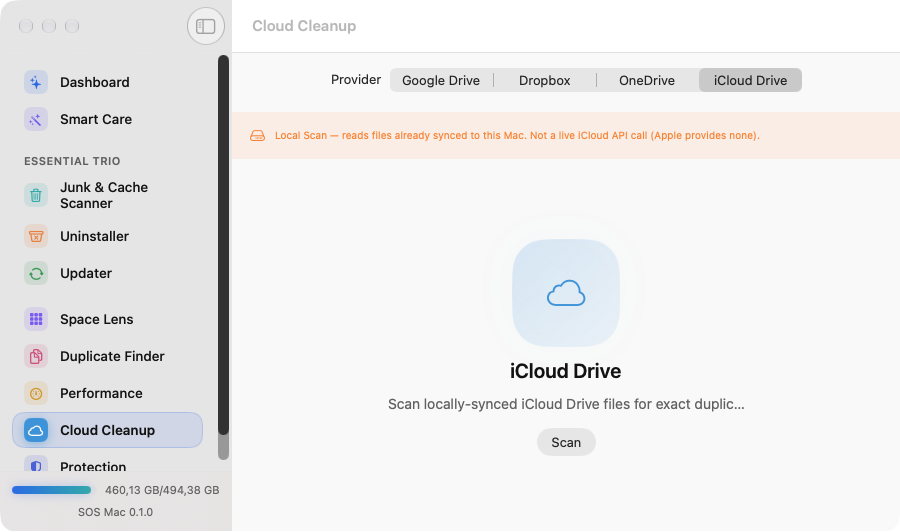 Cloud Cleanup
Dashboard
Smart Care
ESSENTIAL TRIO
Junk & Cache
Scanner
Uninstaller
Updater
Space Lens
Duplicate Finder
Performance
Cloud Cleanup
Protection
460,13 GB/494,38 GB
SOS Mac 0.1.0
Provider
Google Drive
Dropbox
OneDrive
iCloud Drive
Local Scan — reads files already synced to this Mac. Not a live iCloud API call (Apple provides none).
iCloud Drive
Scan locally-synced iCloud Drive files for exact duplic...
Scan